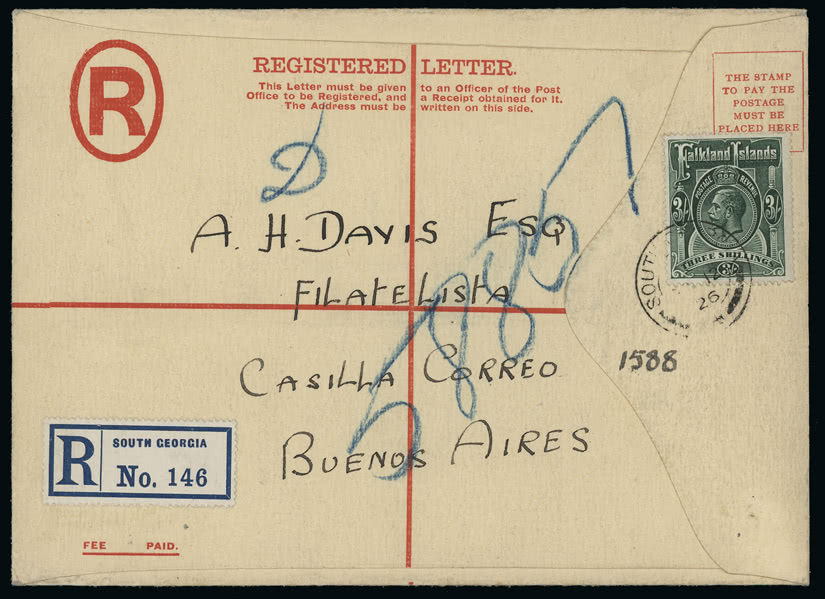 R
REGISTERED LETTER.
This Letter must be given to an Officer of the Post
Office to be Registered, and a Receipt obtained for it.
The Address must be written on this side.
THE STAMP
TO PAY THE
POSTAGE
MUST BE
PLACED HERE
Falkland Islands
POSTAGE REVENUE
3/- 3/-
THREE SHILLINGS
SOUTH
26
D
A. H. DAVIS ESQ
FILATELISTA
CASILLA CORREO
1588
BUENOS AIRES
R SOUTH GEORGIA
No. 146
FEE PAID.